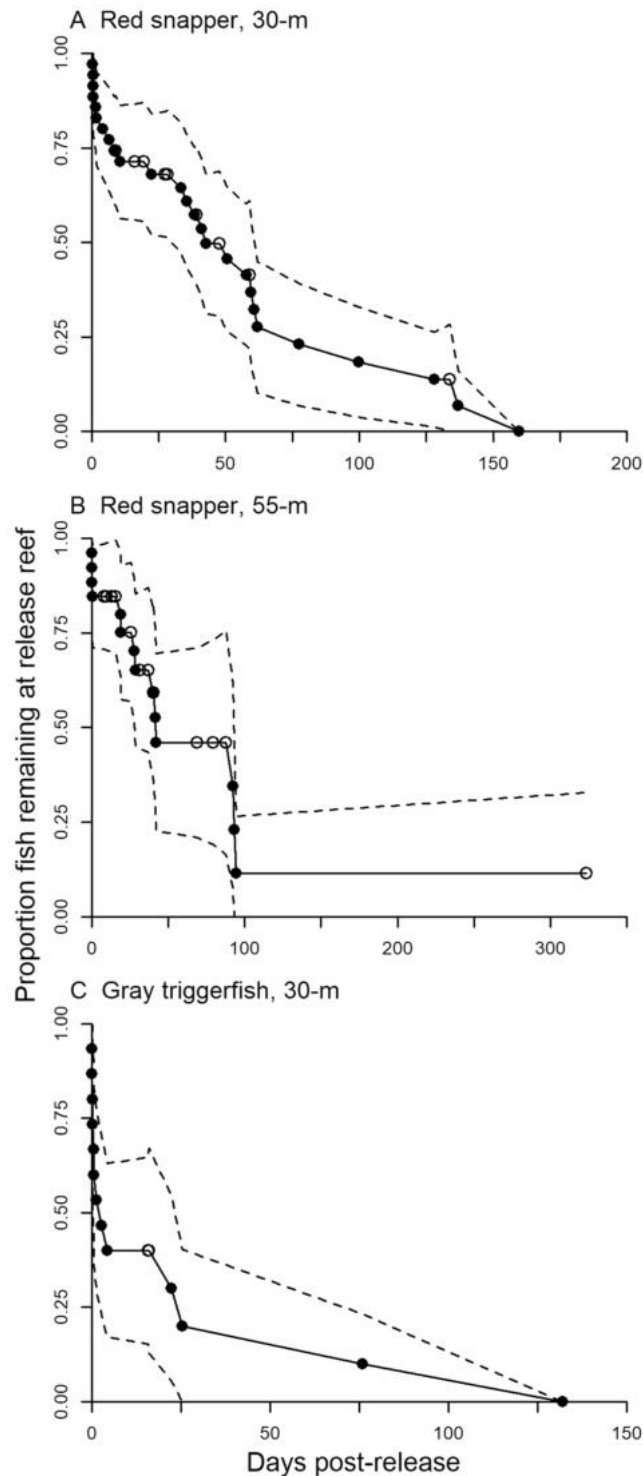 A Red snapper, 30-m
1.00
0.75
0.50
0.25
0.00
0 50 100 150 200
B Red snapper, 55-m
1.00
0.75
0.50
0.25
0.00
0 100 200 300
Proportion fish remaining at release reef
C Gray triggerfish, 30-m
1.00
0.75
0.50
0.25
0.00
0 50 100 150
Days post-release